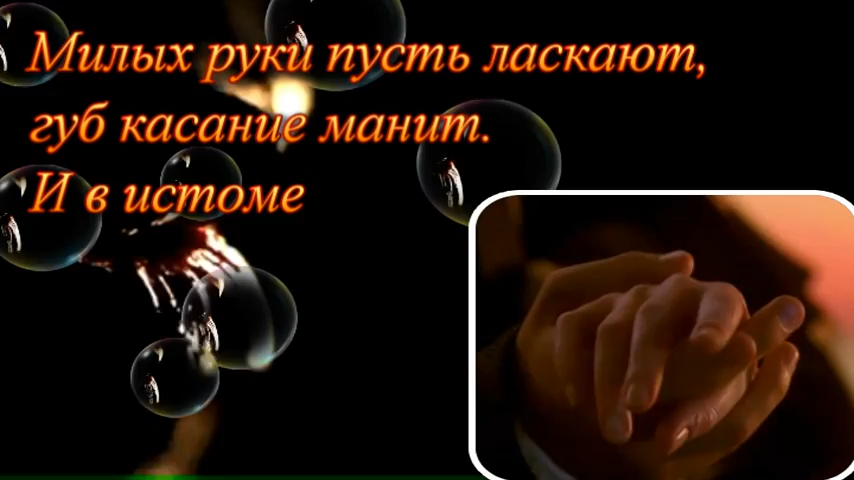 Милых руки пусть ласкают,
губ касание манит.
И в истоме